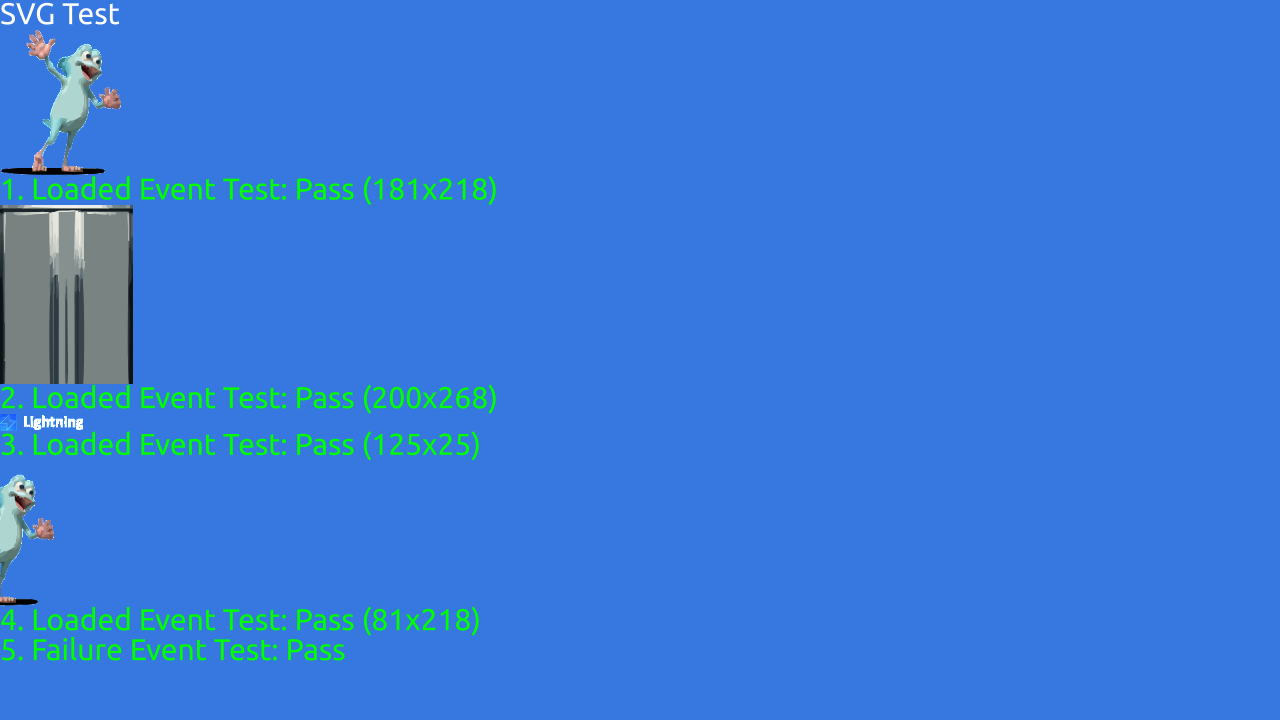 SVG Test
1. Loaded Event Test: Pass (181x218)
2. Loaded Event Test: Pass (200x268)
Lightning
3. Loaded Event Test: Pass (125x25)
4. Loaded Event Test: Pass (81x218)
5. Failure Event Test: Pass